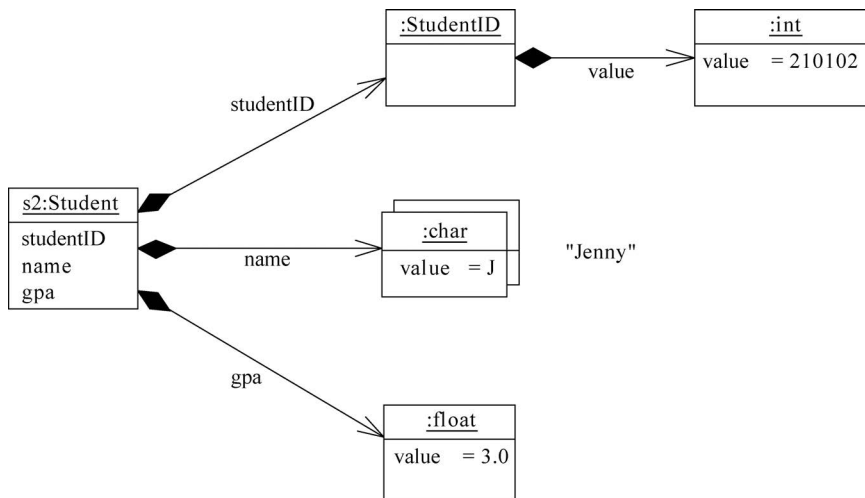 :StudentID
:int
value = 210102
value
studentID
s2:Student
studentID
name
gpa
name
:char
value = J
"Jenny"
gpa
:float
value = 3.0